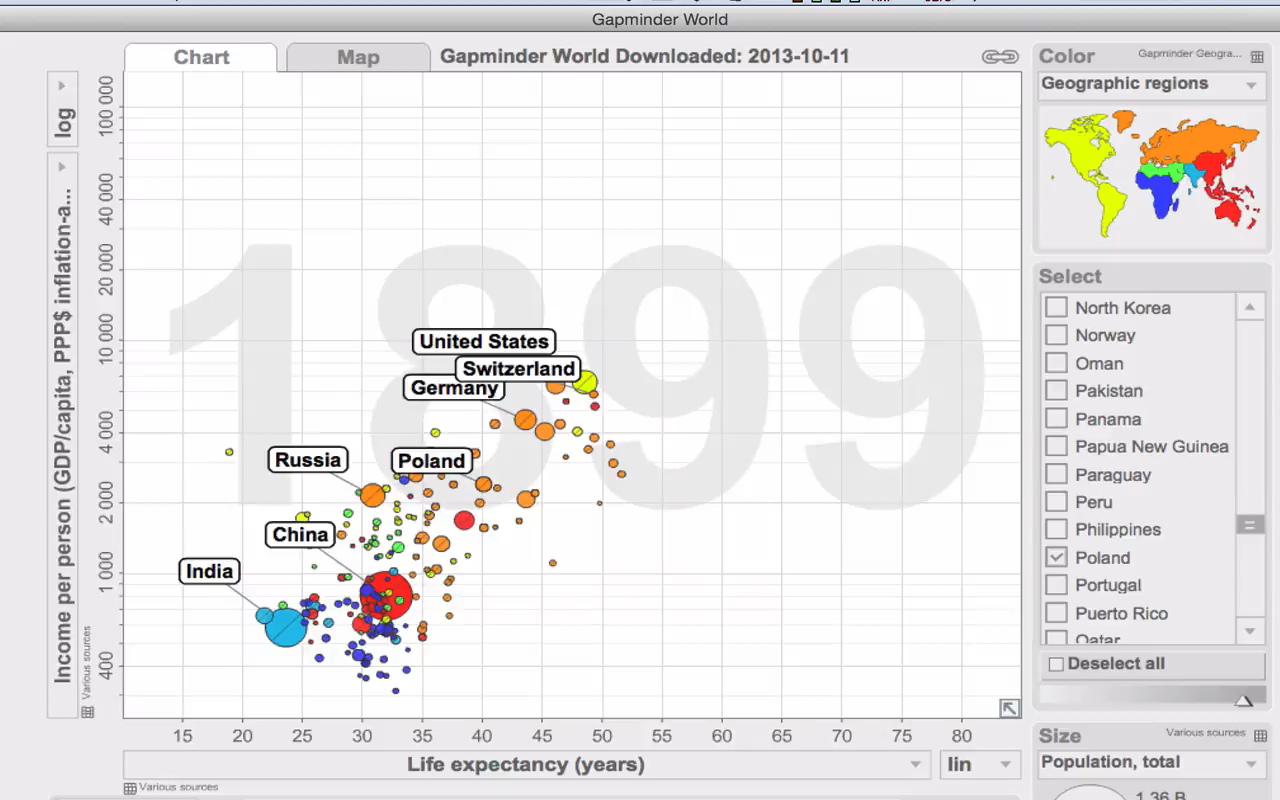 Gapminder World
Chart
Map
Gapminder World Downloaded: 2013-10-11
Color
Gapminder Geogra...
Geographic regions
log
Income per person (GDP/capita, PPP$ inflation-a...
Various sources
100 000
40 000
20 000
10 000
4 000
2 000
1 000
400
1899
United States
Switzerland
Germany
Russia
Poland
China
India
15 20 25 30 35 40 45 50 55 60 65 70 75 80
Life expectancy (years)
lin
Various sources
Select
North Korea
Norway
Oman
Pakistan
Panama
Papua New Guinea
Paraguay
Peru
Philippines
Poland
Portugal
Puerto Rico
Qatar
Deselect all
Size
Various sources
Population, total
1.36 B